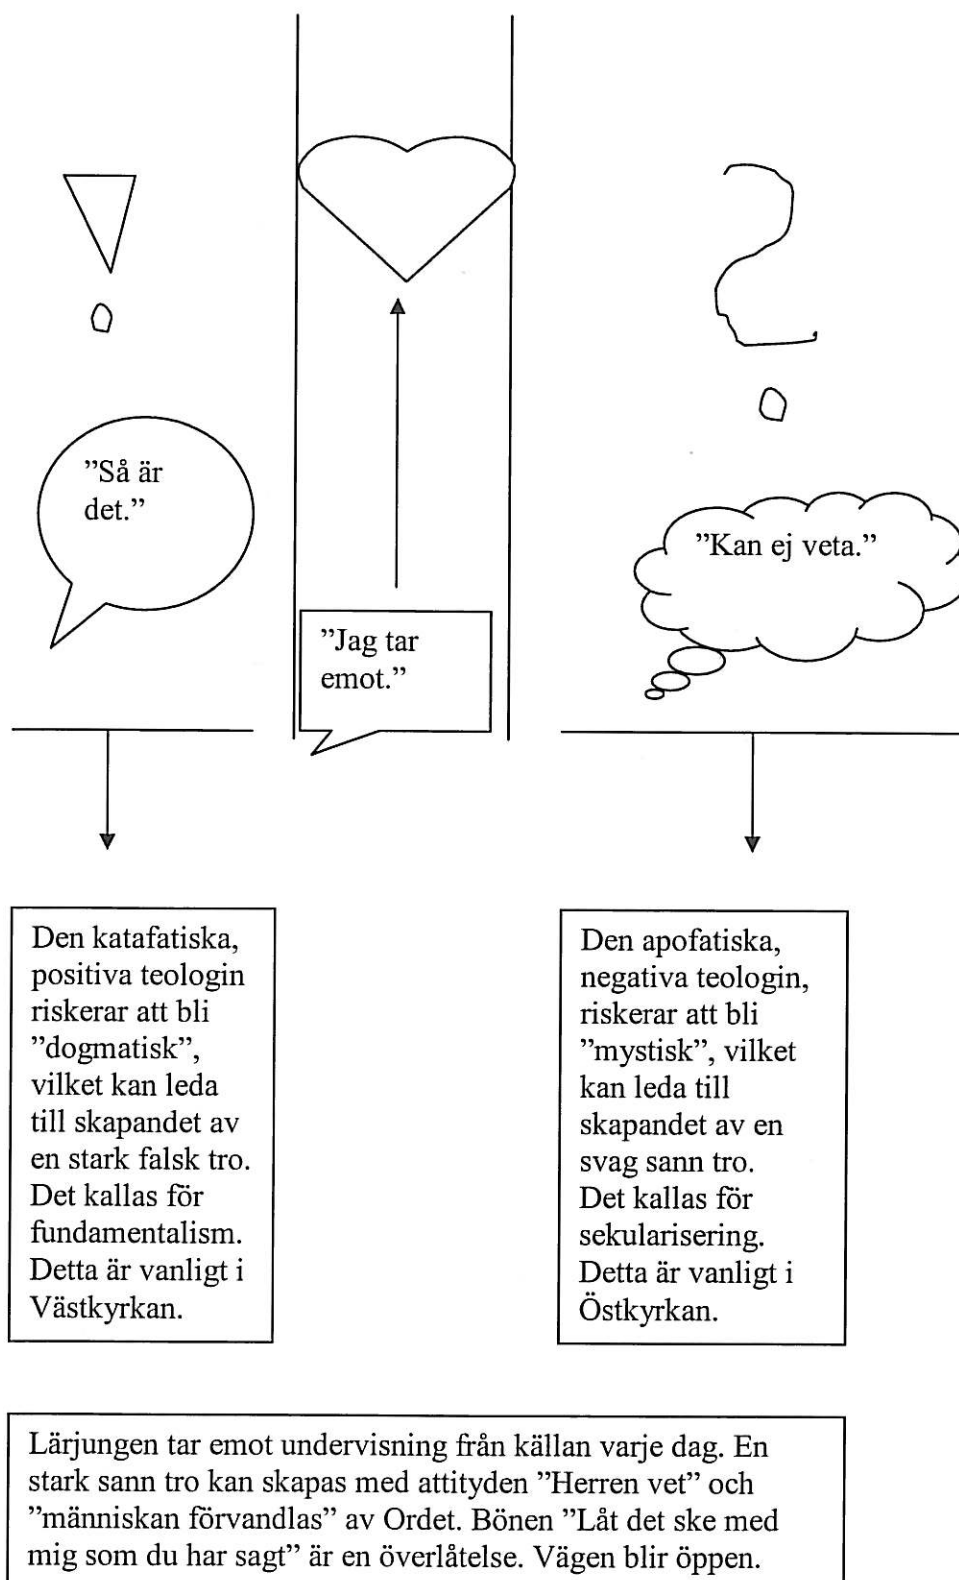 ”Så är
det.”
”Jag tar
emot.”
”Kan ej veta.”
Den katafatiska,
positiva teologin
riskerar att bli
”dogmatisk”,
vilket kan leda
till skapandet av
en stark falsk tro.
Det kallas för
fundamentalism.
Detta är vanligt i
Västkyrkan.
Den apofatiska,
negativa teologin,
riskerar att bli
”mystisk”, vilket
kan leda till
skapandet av en
svag sann tro.
Det kallas för
sekularisering.
Detta är vanligt i
Östkyrkan.
Lärjungen tar emot undervisning från källan varje dag. En
stark sann tro kan skapas med attityden ”Herren vet” och
”människan förvandlas” av Ordet. Bönen ”Låt det ske med
mig som du har sagt” är en överlåtelse. Vägen blir öppen.